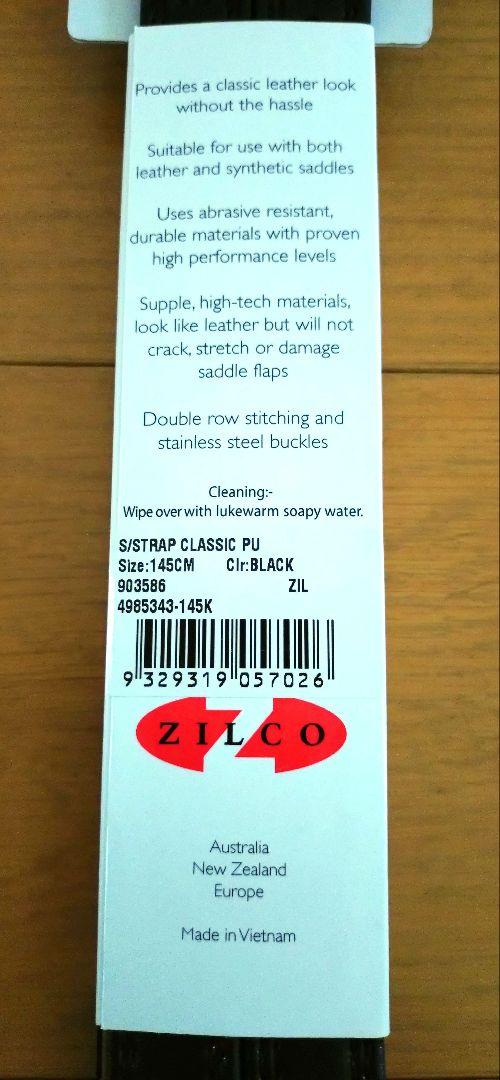 Provides a classic leather look
without the hassle
Suitable for use with both
leather and synthetic saddles
Uses abrasive resistant,
durable materials with proven
high performance levels
Supple, high-tech materials,
look like leather but will not
crack, stretch or damage
saddle flaps
Double row stitching and
stainless steel buckles
Cleaning:-
Wipe over with lukewarm soapy water.
S/STRAP CLASSIC PU
Size:145CM Clr:BLACK
903586 ZIL
4985343-145K
9 329319 057026
ZILCO
Australia
New Zealand
Europe
Made in Vietnam